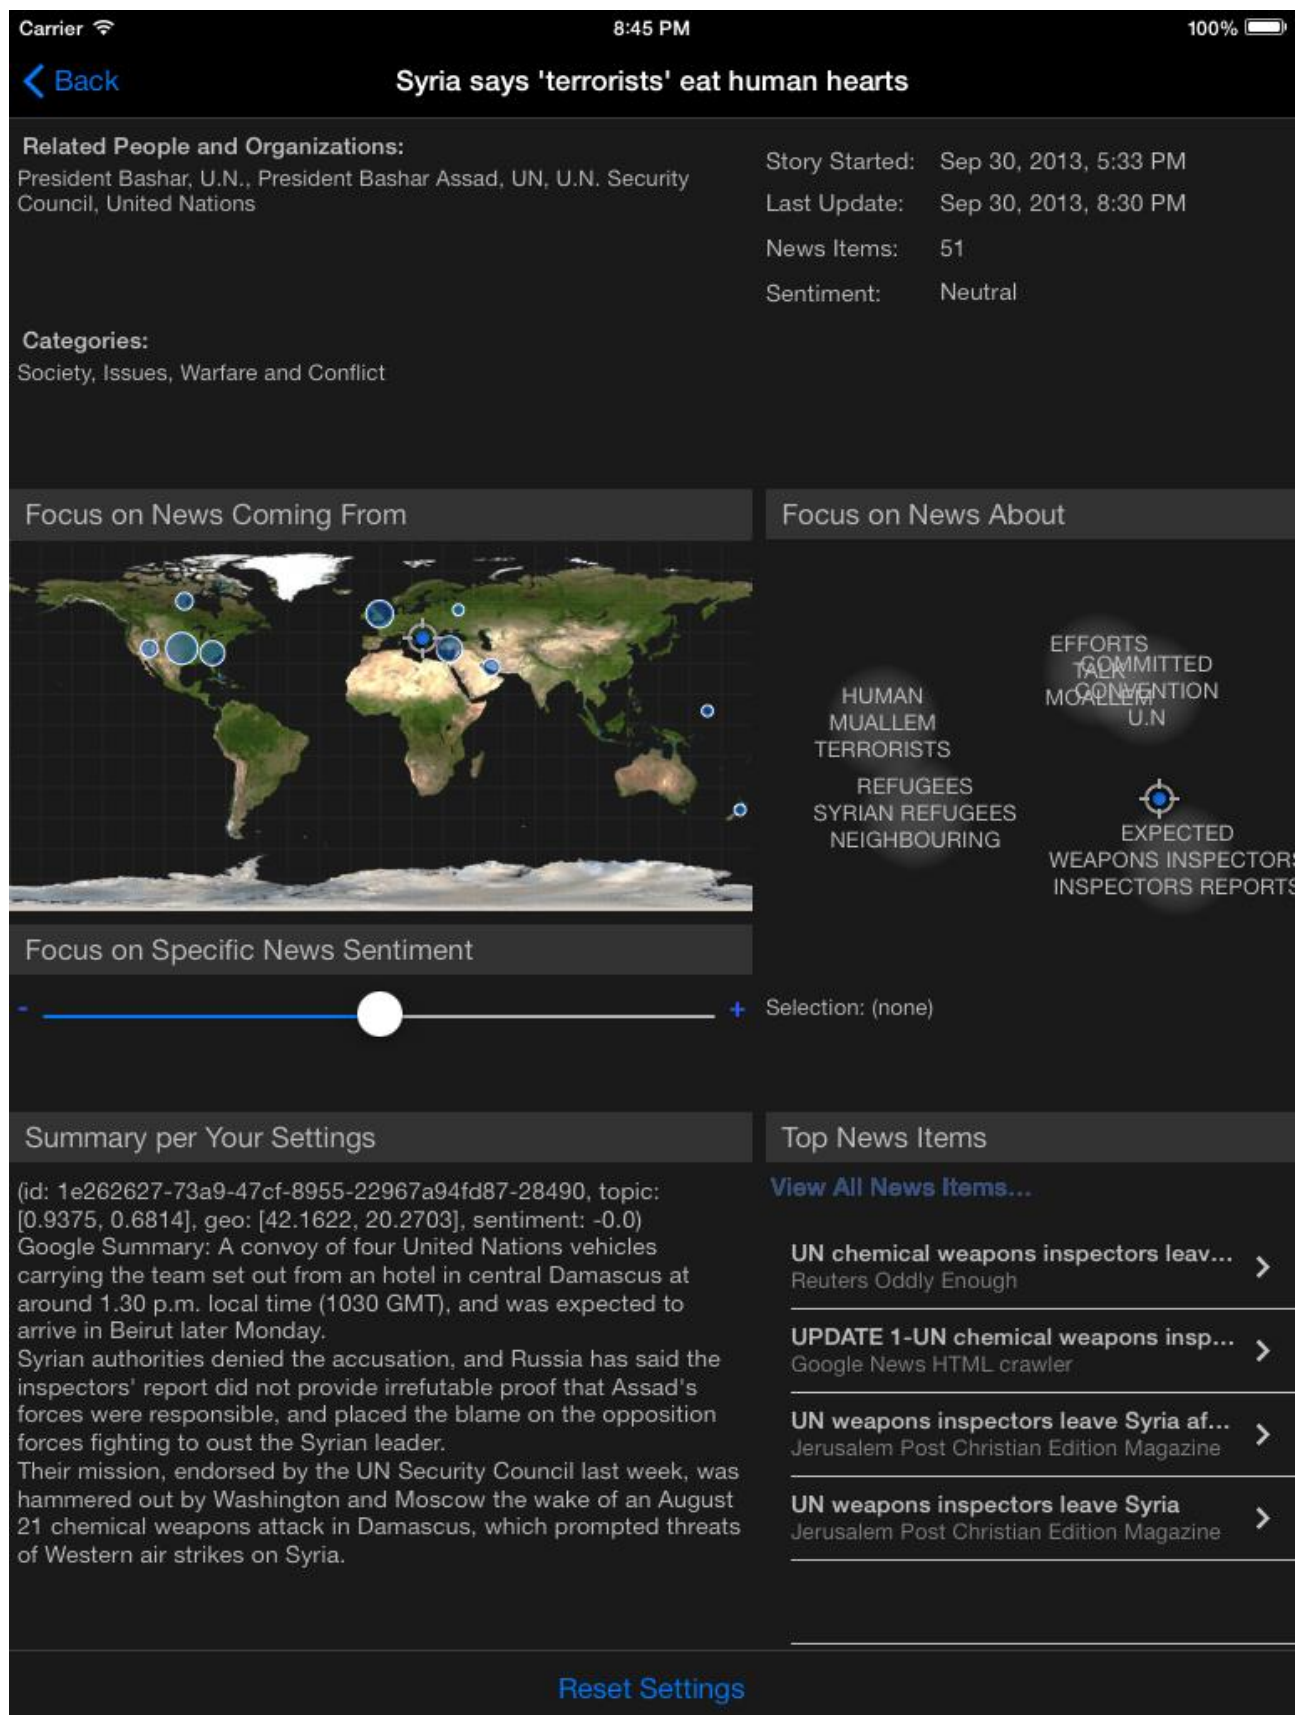 Carrier 8:45 PM 100%
Back Syria says 'terrorists' eat human hearts
Related People and Organizations:
President Bashar, U.N., President Bashar Assad, UN, U.N. Security
Council, United Nations
Story Started: Sep 30, 2013, 5:33 PM
Last Update: Sep 30, 2013, 8:30 PM
News Items: 51
Sentiment: Neutral
Categories:
Society, Issues, Warfare and Conflict
Focus on News Coming From
Focus on News About
EFFORTS
TALK
MOALLEM
COMMITTED
CONVENTION
U.N
HUMAN
MUALLEM
TERRORISTS
REFUGEES
SYRIAN REFUGEES
NEIGHBOURING
EXPECTED
WEAPONS INSPECTORS
INSPECTORS REPORTS
Focus on Specific News Sentiment
- +
Selection: (none)
Summary per Your Settings
(id: 1e262627-73a9-47cf-8955-22967a94fd87-28490, topic:
[0.9375, 0.6814], geo: [42.1622, 20.2703], sentiment: -0.0)
Google Summary: A convoy of four United Nations vehicles
carrying the team set out from an hotel in central Damascus at
around 1.30 p.m. local time (1030 GMT), and was expected to
arrive in Beirut later Monday.
Syrian authorities denied the accusation, and Russia has said the
inspectors' report did not provide irrefutable proof that Assad's
forces were responsible, and placed the blame on the opposition
forces fighting to oust the Syrian leader.
Their mission, endorsed by the UN Security Council last week, was
hammered out by Washington and Moscow the wake of an August
21 chemical weapons attack in Damascus, which prompted threats
of Western air strikes on Syria.
Top News Items
View All News Items...
UN chemical weapons inspectors leav...
Reuters Oddly Enough
UPDATE 1-UN chemical weapons insp...
Google News HTML crawler
UN weapons inspectors leave Syria af...
Jerusalem Post Christian Edition Magazine
UN weapons inspectors leave Syria
Jerusalem Post Christian Edition Magazine
Reset Settings